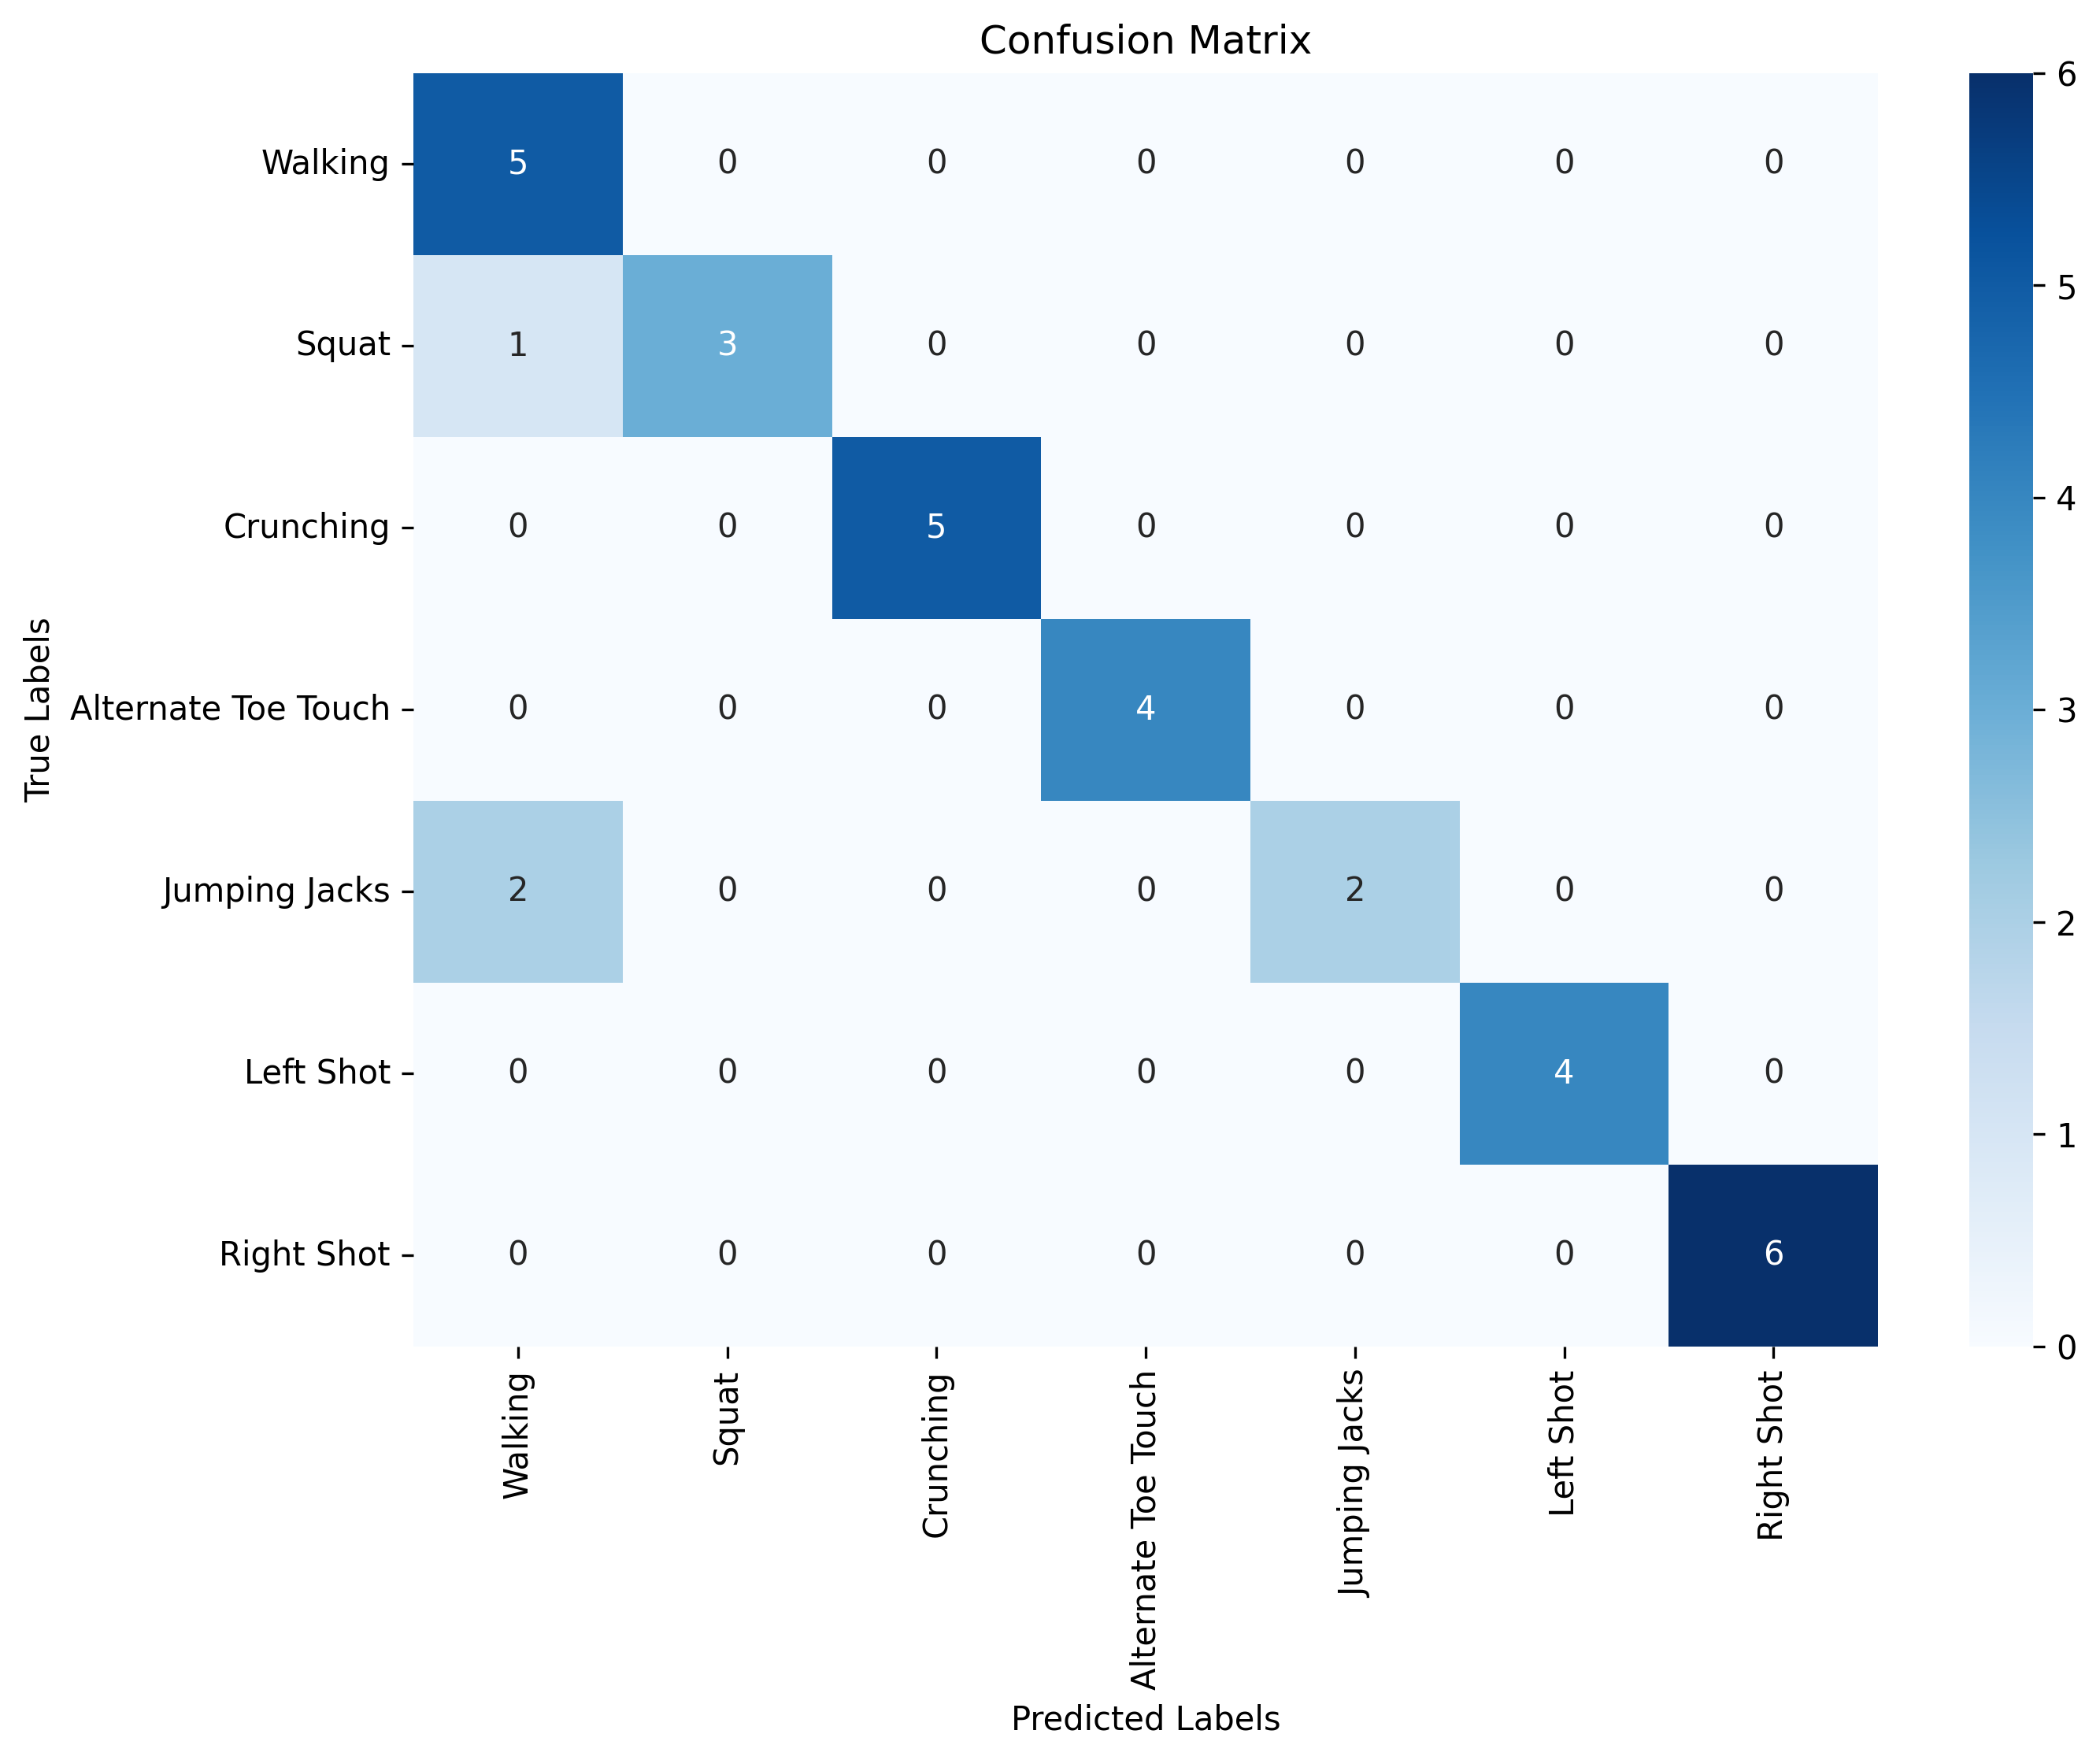 Confusion Matrix
Walking 5 0 0 0 0 0 0
Squat 1 3 0 0 0 0 0
Crunching 0 0 5 0 0 0 0
Alternate Toe Touch 0 0 0 4 0 0 0
Jumping Jacks 2 0 0 0 2 0 0
Left Shot 0 0 0 0 0 4 0
Right Shot 0 0 0 0 0 0 6
True Labels
Walking
Squat
Crunching
Alternate Toe Touch
Jumping Jacks
Left Shot
Right Shot
Predicted Labels
6
5
4
3
2
1
0